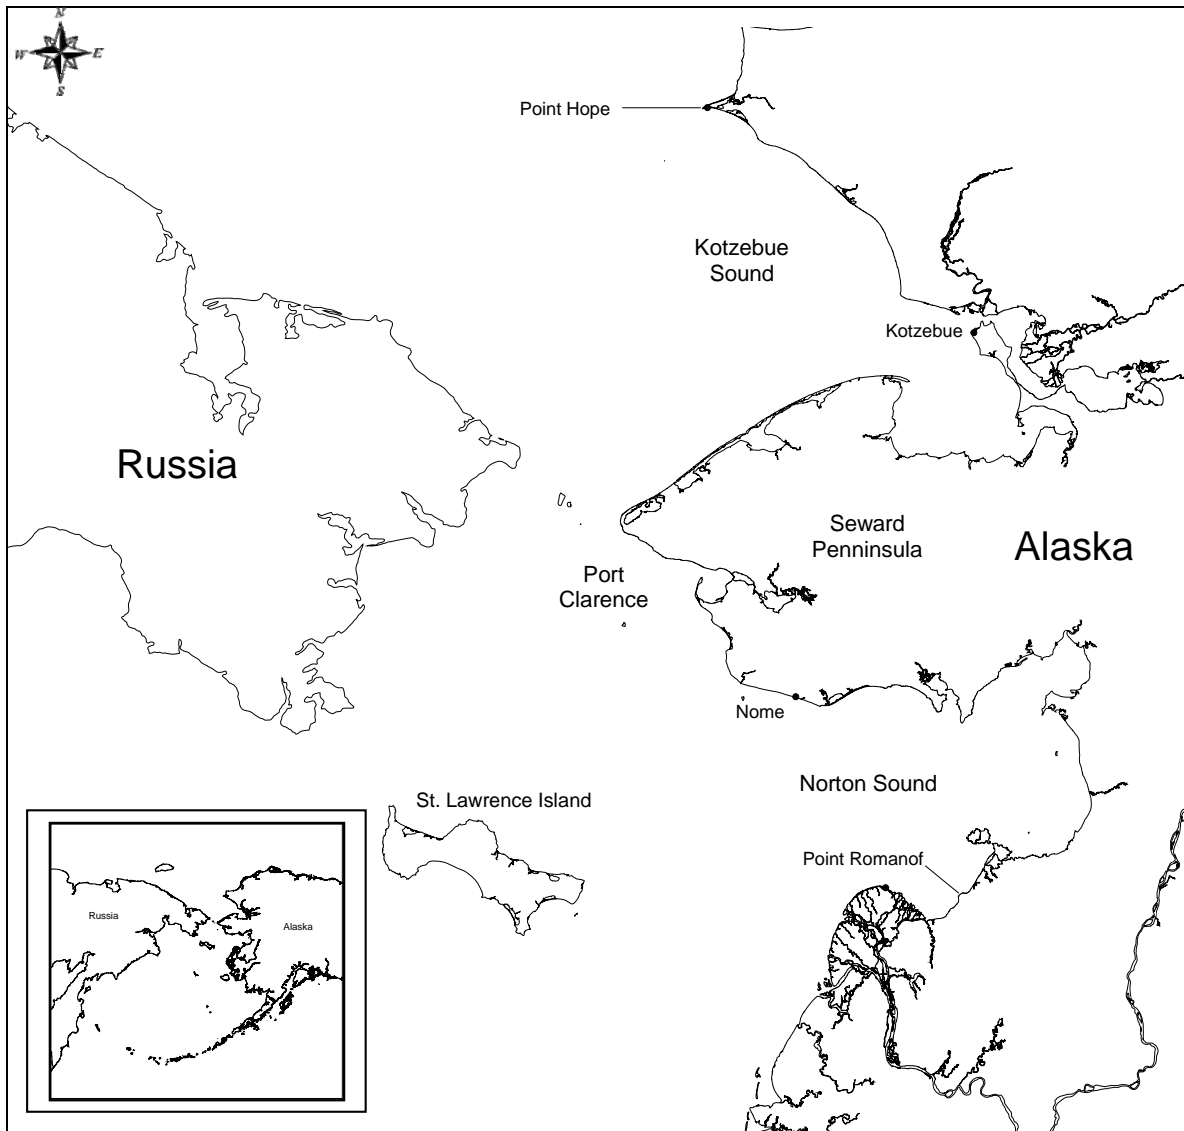 N
W E
S
Point Hope
Kotzebue
Sound
Kotzebue
Russia
Seward
Penninsula
Alaska
Port
Clarence
Nome
Norton Sound
St. Lawrence Island
Point Romanof
Russia
Alaska